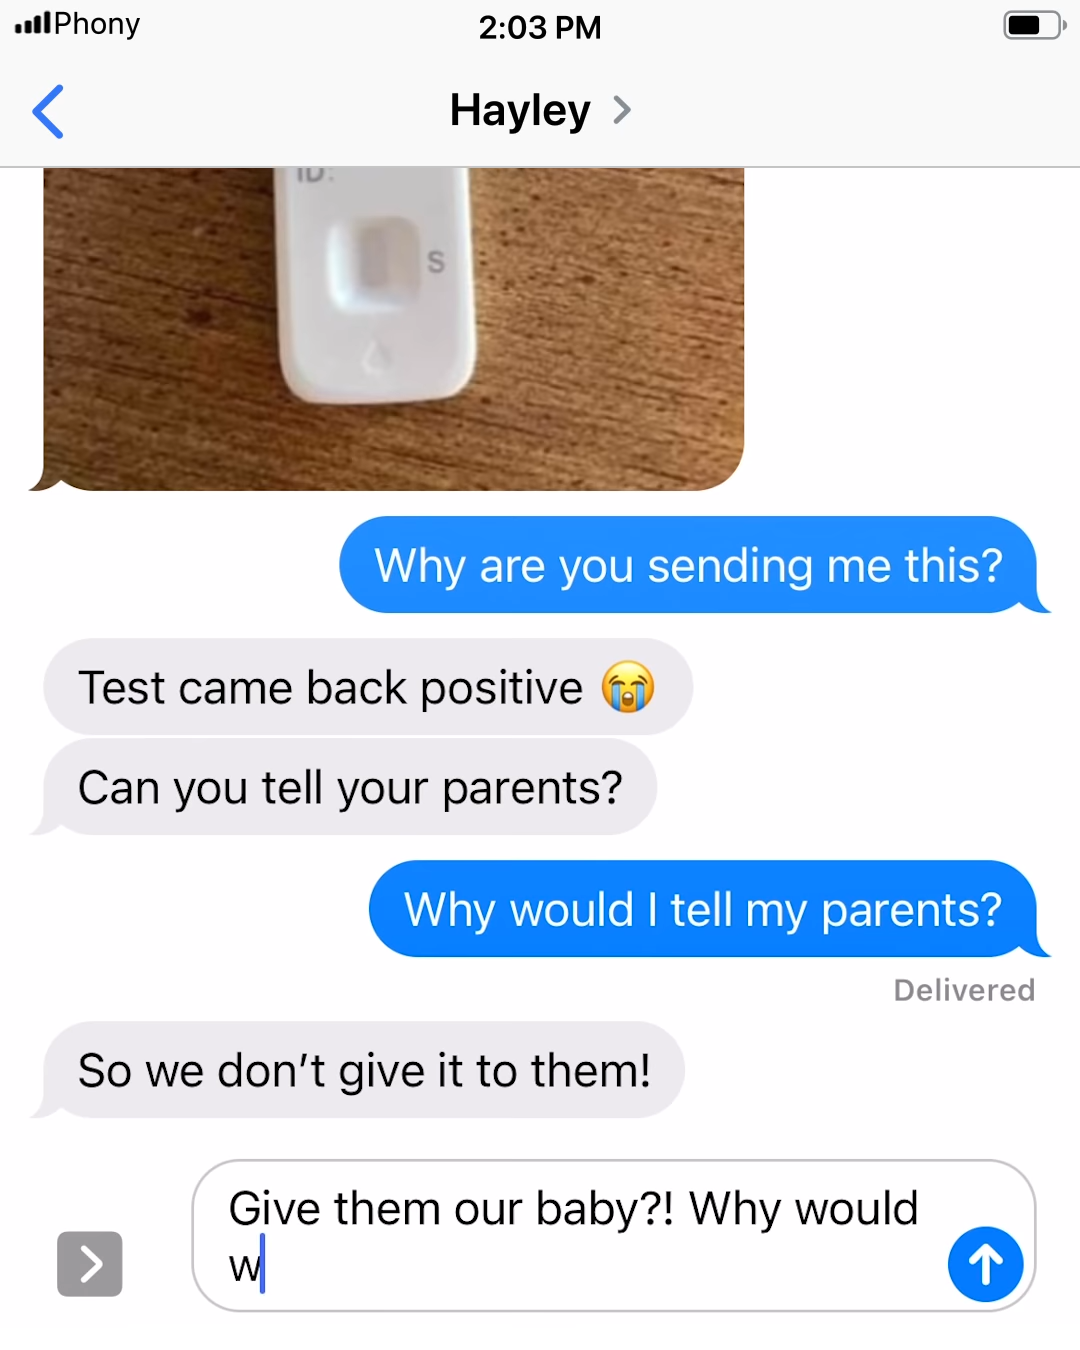 Phony
2:03 PM
Hayley
ID:
S
Why are you sending me this?
Test came back positive 😭
Can you tell your parents?
Why would I tell my parents?
Delivered
So we don’t give it to them!
Give them our baby?! Why would
w